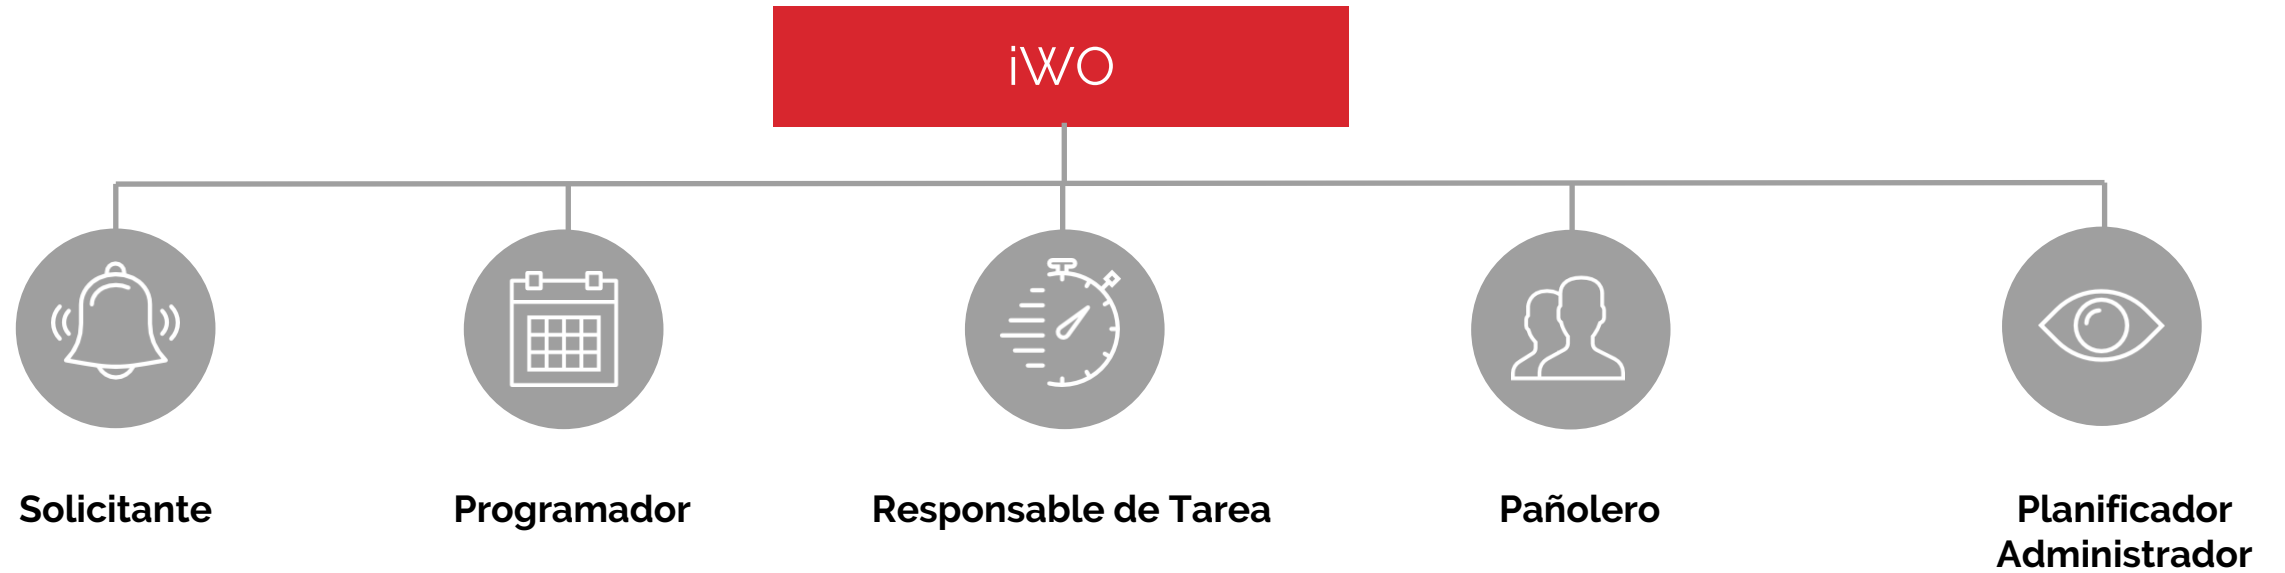 iWO
Solicitante
Programador
Responsable de Tarea
Pañolero
Planificador
Administrador